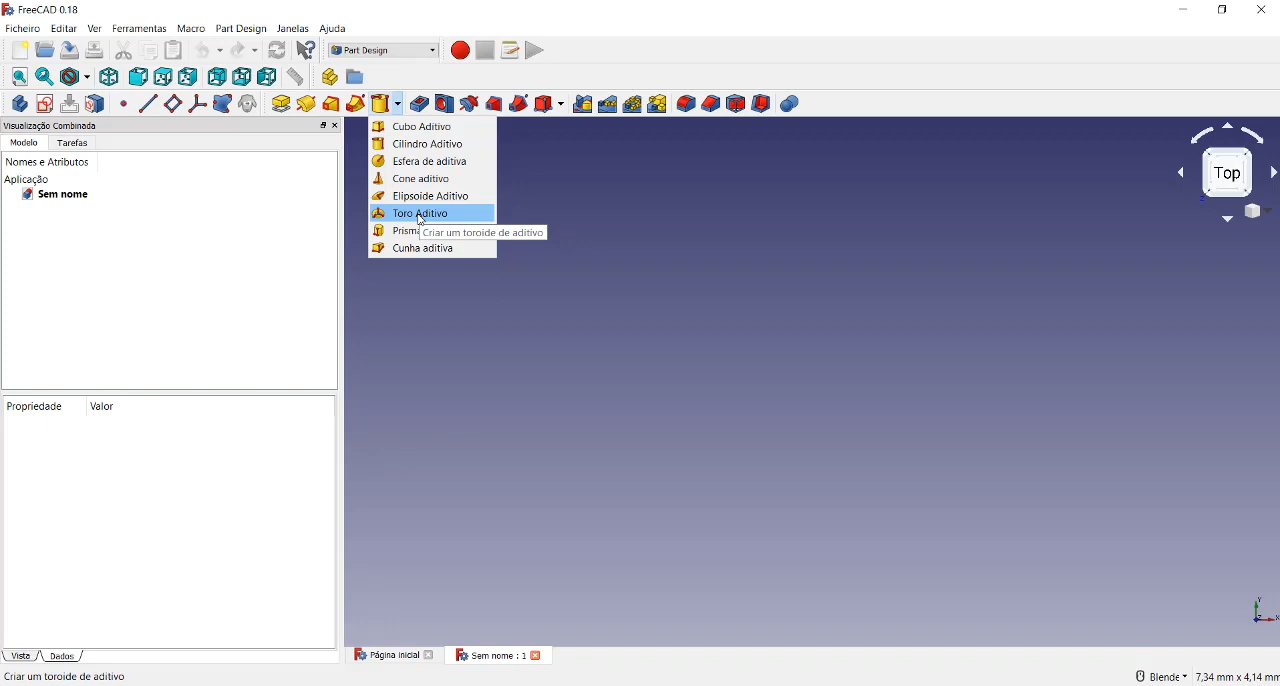 FreeCAD 0.18
Ficheiro Editar Ver Ferramentas Macro Part Design Janelas Ajuda
Part Design
Visualização Combinada
Modelo Tarefas
Nomes e Atributos
Aplicação
Sem nome
Cubo Aditivo
Cilindro Aditivo
Esfera de aditiva
Cone aditivo
Elipsoide Aditivo
Toro Aditivo
Criar um toroide de aditivo
Cunha aditiva
Top
Z
Propriedade Valor
Y
Z X
Vista Dados
Página inicial Sem nome : 1
Criar um toroide de aditivo
Blende 7,34 mm x 4,14 mm